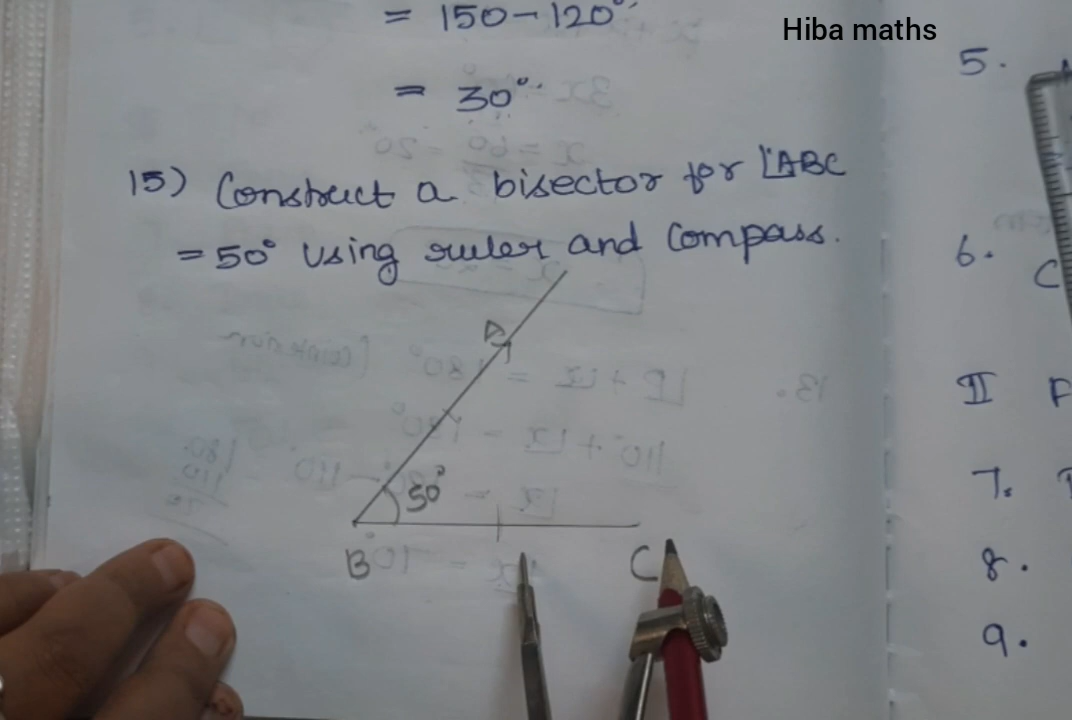 = 150-120°
Hiba maths
= 30°
15) Construct a bisector for ∠ABC
= 50° Using ruler and Compass.
A
50°
B
C
5.
6.
C
II F
7.
8.
9.